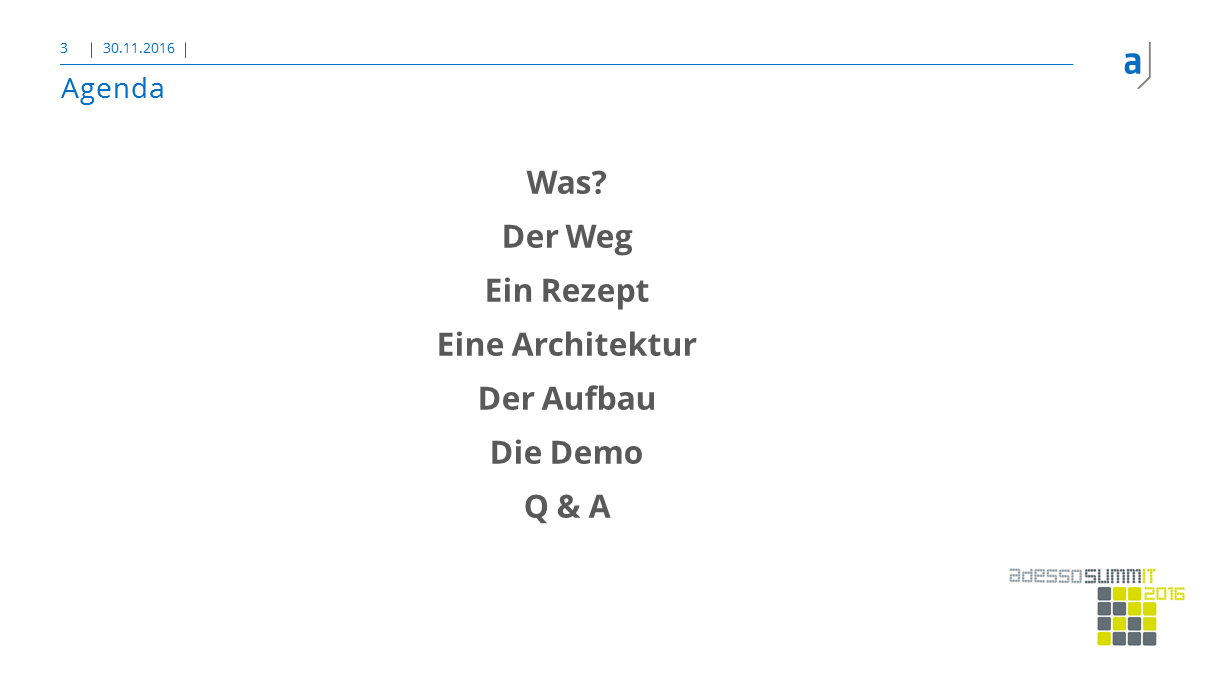 3 | 30.11.2016 |
a
Agenda
Was?
Der Weg
Ein Rezept
Eine Architektur
Der Aufbau
Die Demo
Q & A
adessosummIT
2016